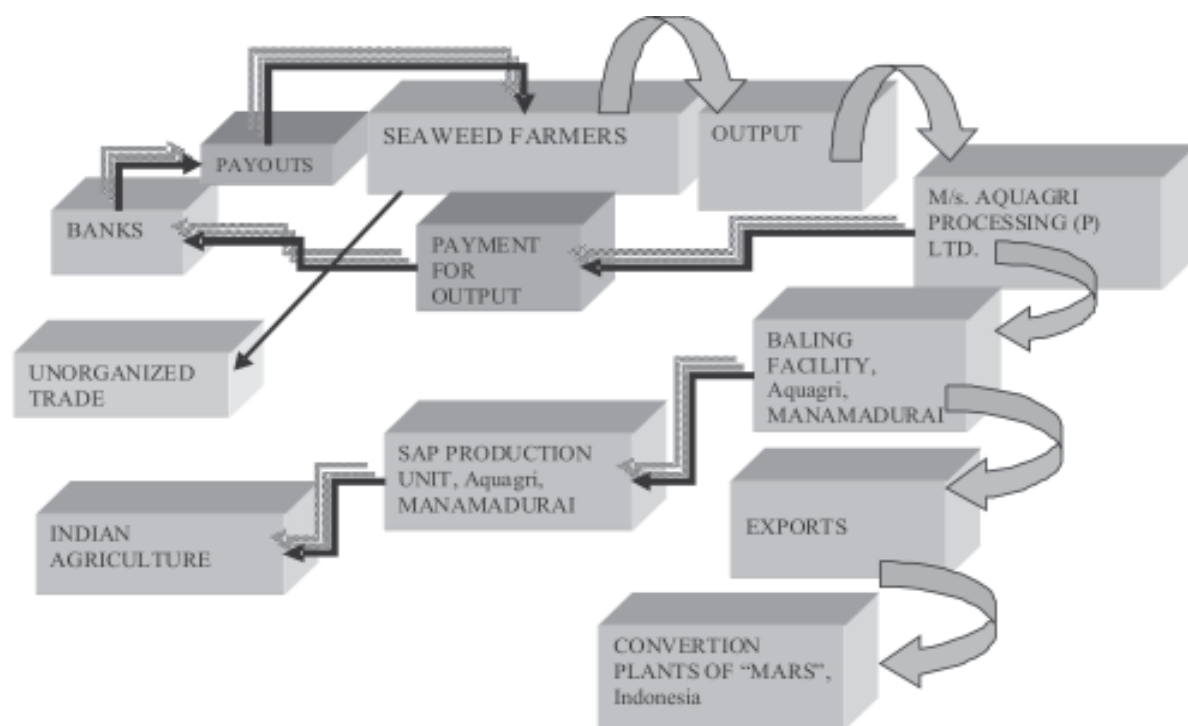 SEAWEED FARMERS
OUTPUT
PAYOUTS
M/s. AQUAGRI
PROCESSING (P)
LTD.
BANKS
PAYMENT
FOR
OUTPUT
UNORGANIZED
TRADE
BALING
FACILITY,
Aquagri,
MANAMADURAI
SAP PRODUCTION
UNIT, Aquagri,
MANAMADURAI
INDIAN
AGRICULTURE
EXPORTS
CONVERTION
PLANTS OF “MARS”,
Indonesia